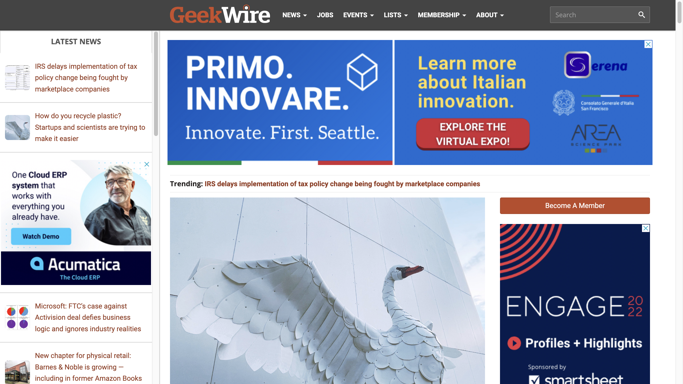 GeekWire
NEWS
JOBS
EVENTS
LISTS
MEMBERSHIP
ABOUT
Search
LATEST NEWS
IRS delays implementation of tax
policy change being fought by
marketplace companies
How do you recycle plastic?
Startups and scientists are trying to
make it easier
One Cloud ERP
system that
works with
everything you
already have.
Watch Demo
Acumatica
The Cloud ERP
Microsoft: FTC's case against
Activision deal defies business
logic and ignores industry realities
New chapter for physical retail:
Barnes & Noble is growing —
including in former Amazon Books
PRIMO.
INNOVARE.
Innovate. First. Seattle.
Learn more
about Italian
innovation.
EXPLORE THE
VIRTUAL EXPO!
Serena
Consolato Generale d'Italia
San Francisco
AREA
SCIENCE PARK
Trending: IRS delays implementation of tax policy change being fought by marketplace companies
Become A Member
ENGAGE 2022
Profiles + Highlights
Sponsored by
smartsheet